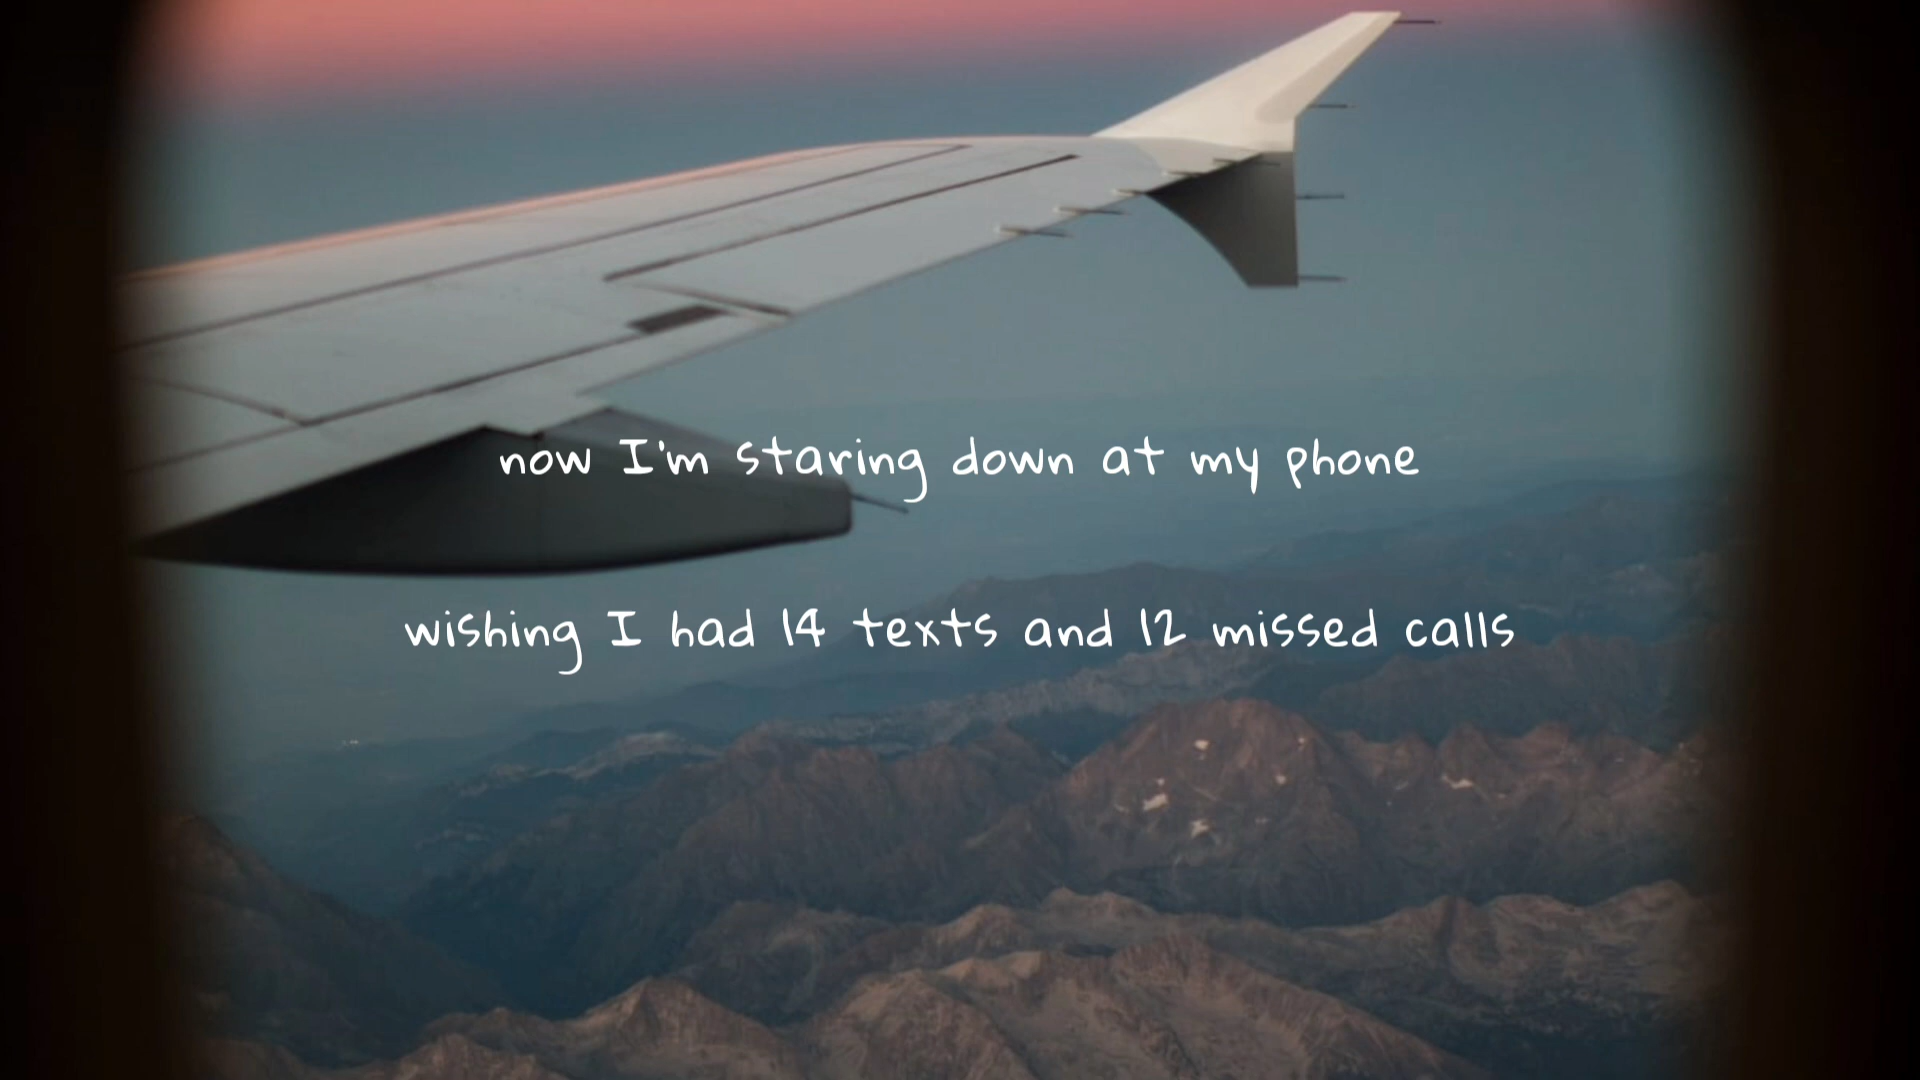 now I'm staring down at my phone
wishing I had 14 texts and 12 missed calls